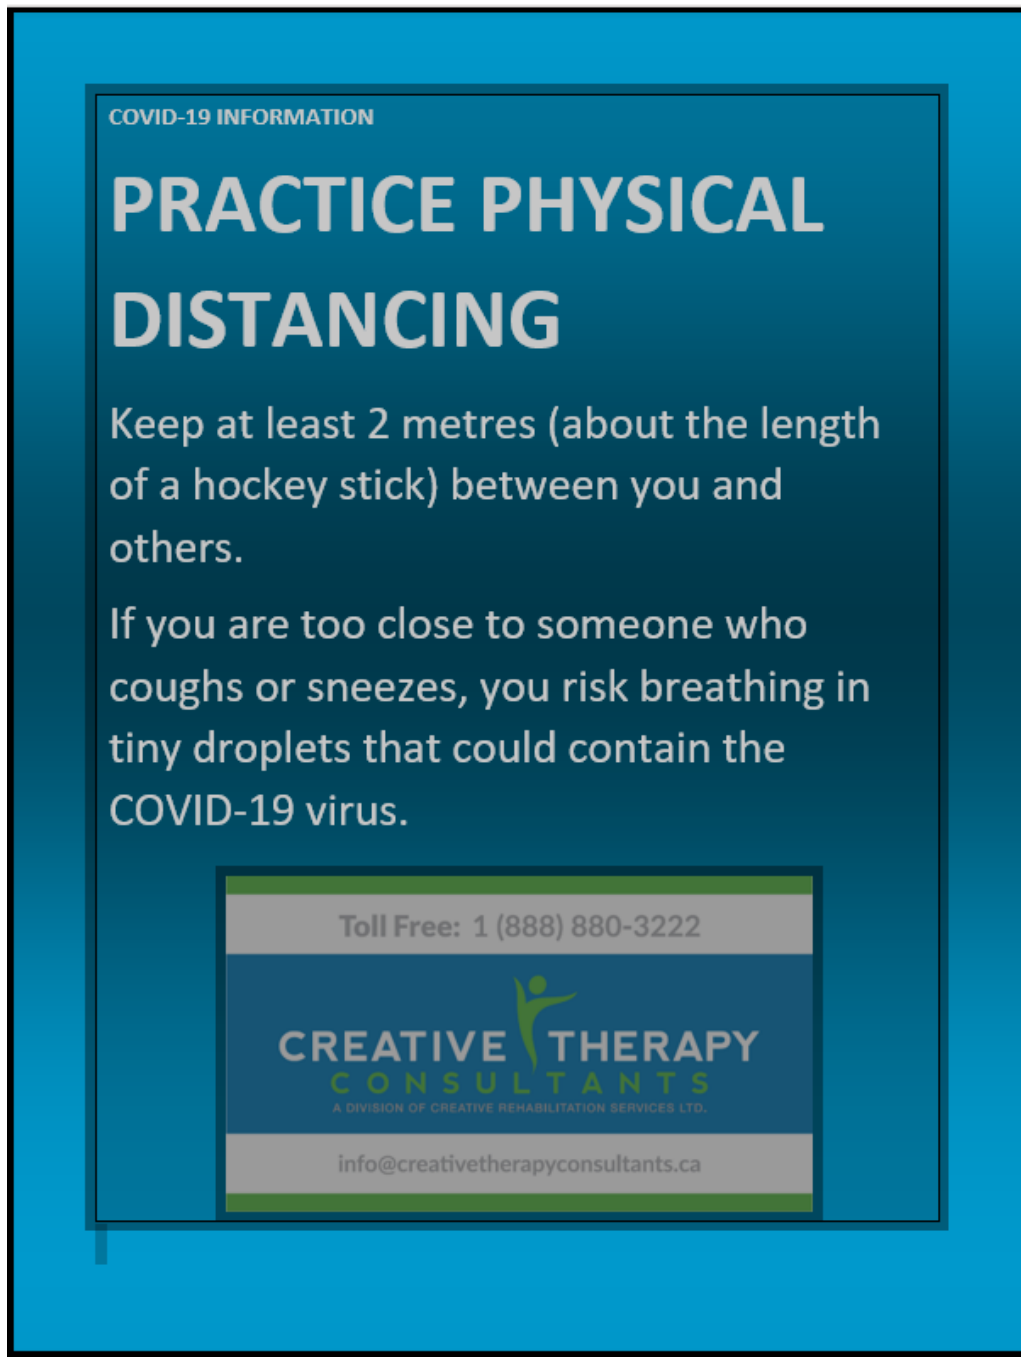 COVID-19 INFORMATION
PRACTICE PHYSICAL
DISTANCING
Keep at least 2 metres (about the length
of a hockey stick) between you and
others.
If you are too close to someone who
coughs or sneezes, you risk breathing in
tiny droplets that could contain the
COVID-19 virus.
Toll Free: 1 (888) 880-3222
CREATIVE THERAPY
CONSULTANTS
A DIVISION OF CREATIVE REHABILITATION SERVICES LTD.
info@creativetherapyconsultants.ca